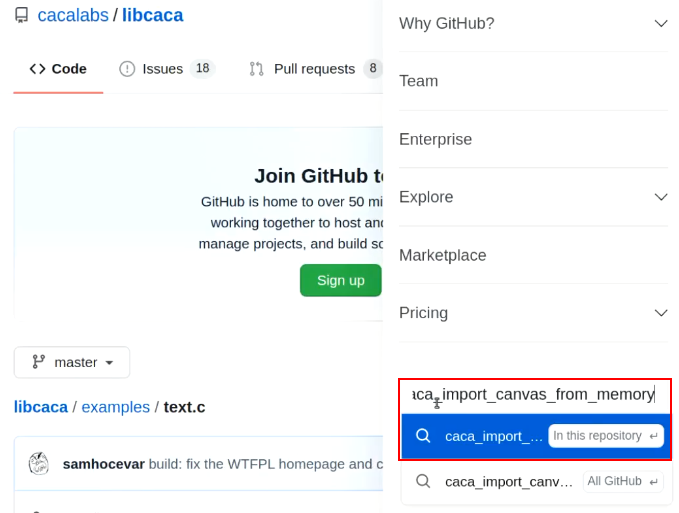 cacalabs / libcaca
Code Issues 18 Pull requests 8
Join GitHub to
GitHub is home to over 50 mi
working together to host and
manage projects, and build so
Sign up
master
libcaca / examples / text.c
samhocevar build: fix the WTFPL homepage and c
Why GitHub?
Team
Enterprise
Explore
Marketplace
Pricing
aca_import_canvas_from_memory
caca_import_... In this repository ↵
caca_import_canv... All GitHub ↵